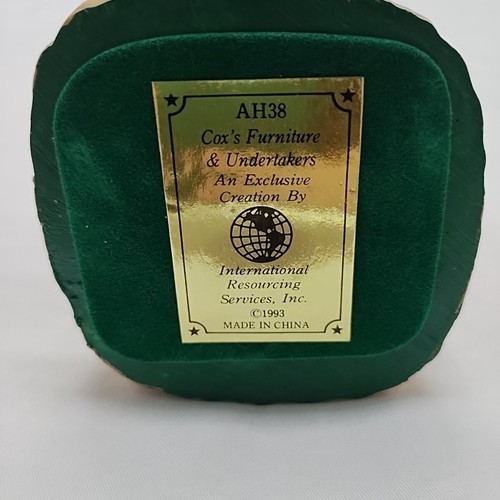 AH38
Cox's Furniture
& Undertakers
An Exclusive
Creation By
International
Resourcing
Services, Inc.
©1993
MADE IN CHINA